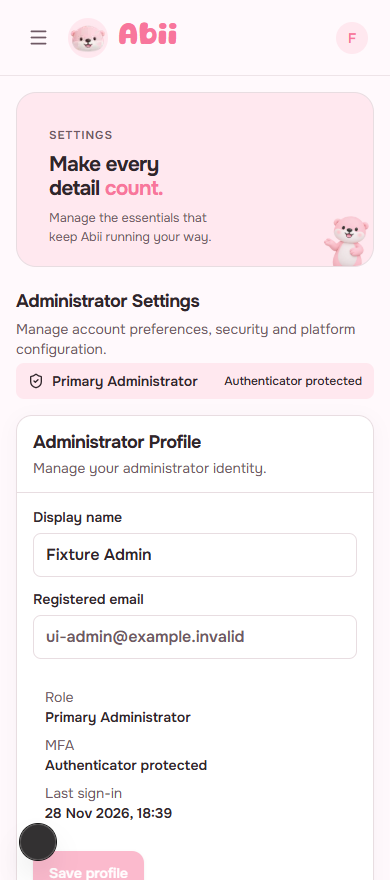 Abii
F
SETTINGS
Make every
detail count.
Manage the essentials that
keep Abii running your way.
Administrator Settings
Manage account preferences, security and platform
configuration.
Primary Administrator
Authenticator protected
Administrator Profile
Manage your administrator identity.
Display name
Fixture Admin
Registered email
ui-admin@example.invalid
Role
Primary Administrator
MFA
Authenticator protected
Last sign-in
28 Nov 2026, 18:39
Save profile